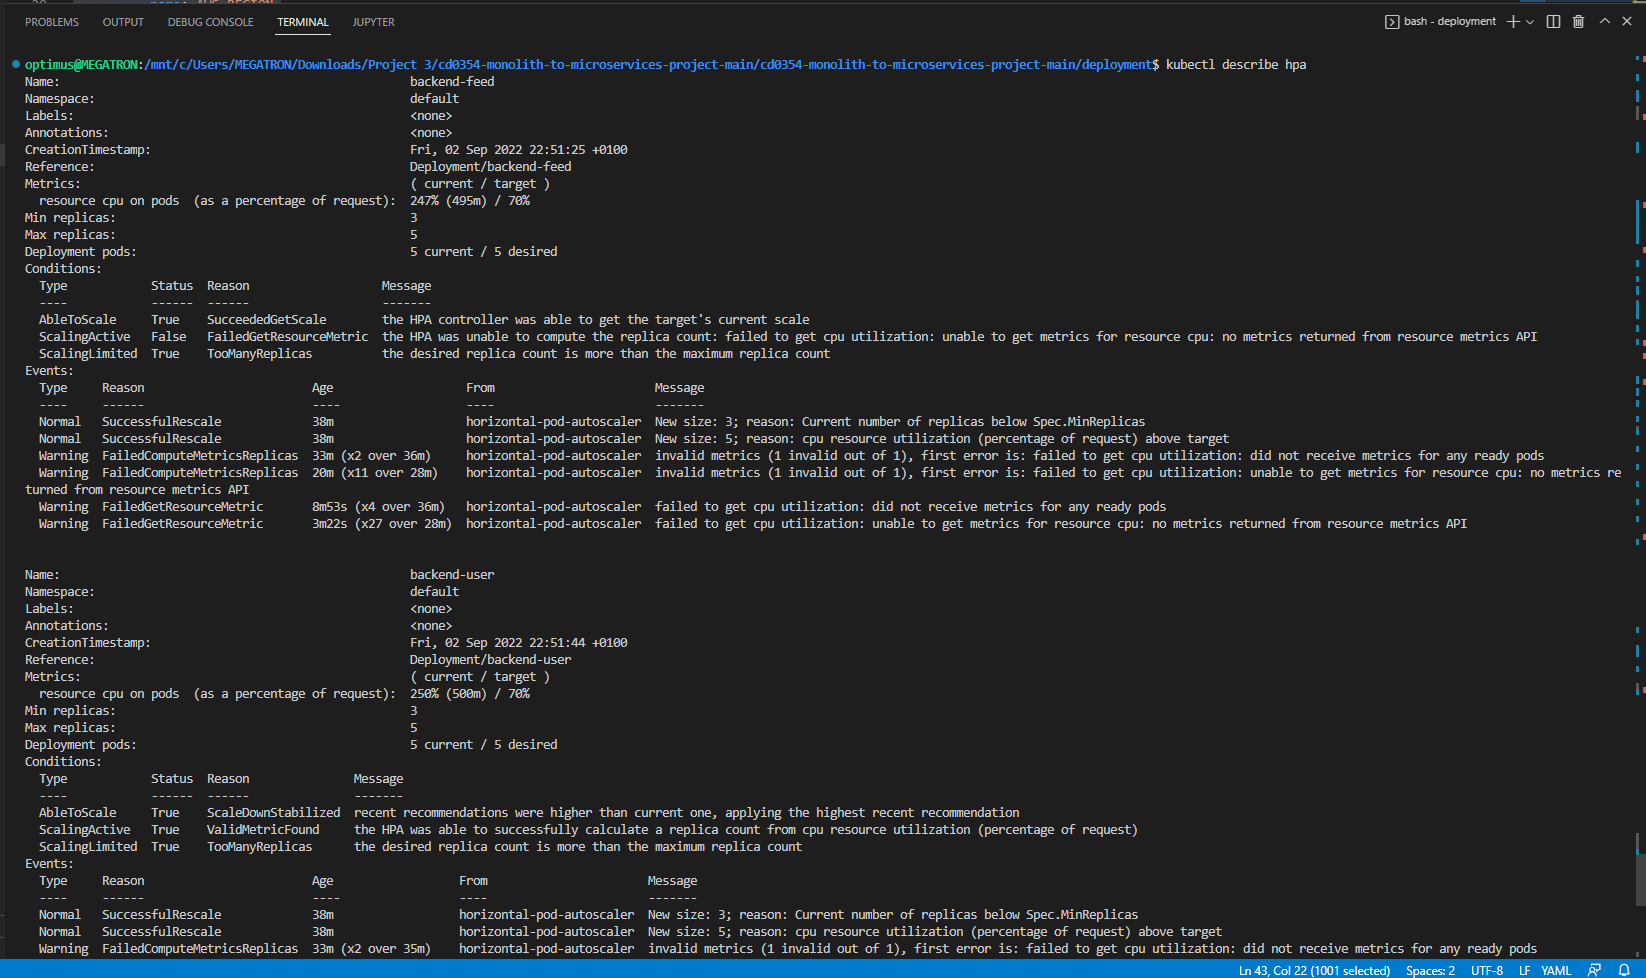 PROBLEMS OUTPUT DEBUG CONSOLE TERMINAL JUPYTER bash - deployment
optimus@MEGATRON:/mnt/c/Users/MEGATRON/Downloads/Project 3/cd0354-monolith-to-microservices-project-main/cd0354-monolith-to-microservices-project-main/deployment$ kubectl describe hpa
Name: backend-feed
Namespace: default
Labels: <none>
Annotations: <none>
CreationTimestamp: Fri, 02 Sep 2022 22:51:25 +0100
Reference: Deployment/backend-feed
Metrics: ( current / target )
resource cpu on pods (as a percentage of request): 247% (495m) / 70%
Min replicas: 3
Max replicas: 5
Deployment pods: 5 current / 5 desired
Conditions:
Type Status Reason Message
---- ------ ------ -------
AbleToScale True SucceededGetScale the HPA controller was able to get the target's current scale
ScalingActive False FailedGetResourceMetric the HPA was unable to compute the replica count: failed to get cpu utilization: unable to get metrics for resource cpu: no metrics returned from resource metrics API
ScalingLimited True TooManyReplicas the desired replica count is more than the maximum replica count
Events:
Type Reason Age From Message
---- ------ ---- ---- -------
Normal SuccessfulRescale 38m horizontal-pod-autoscaler New size: 3; reason: Current number of replicas below Spec.MinReplicas
Normal SuccessfulRescale 38m horizontal-pod-autoscaler New size: 5; reason: cpu resource utilization (percentage of request) above target
Warning FailedComputeMetricsReplicas 33m (x2 over 36m) horizontal-pod-autoscaler invalid metrics (1 invalid out of 1), first error is: failed to get cpu utilization: did not receive metrics for any ready pods
Warning FailedComputeMetricsReplicas 20m (x11 over 28m) horizontal-pod-autoscaler invalid metrics (1 invalid out of 1), first error is: failed to get cpu utilization: unable to get metrics for resource cpu: no metrics re
turned from resource metrics API
Warning FailedGetResourceMetric 8m53s (x4 over 36m) horizontal-pod-autoscaler failed to get cpu utilization: did not receive metrics for any ready pods
Warning FailedGetResourceMetric 3m22s (x27 over 28m) horizontal-pod-autoscaler failed to get cpu utilization: unable to get metrics for resource cpu: no metrics returned from resource metrics API
Name: backend-user
Namespace: default
Labels: <none>
Annotations: <none>
CreationTimestamp: Fri, 02 Sep 2022 22:51:44 +0100
Reference: Deployment/backend-user
Metrics: ( current / target )
resource cpu on pods (as a percentage of request): 250% (500m) / 70%
Min replicas: 3
Max replicas: 5
Deployment pods: 5 current / 5 desired
Conditions:
Type Status Reason Message
---- ------ ------ -------
AbleToScale True ScaleDownStabilized recent recommendations were higher than current one, applying the highest recent recommendation
ScalingActive True ValidMetricFound the HPA was able to successfully calculate a replica count from cpu resource utilization (percentage of request)
ScalingLimited True TooManyReplicas the desired replica count is more than the maximum replica count
Events:
Type Reason Age From Message
---- ------ ---- ---- -------
Normal SuccessfulRescale 38m horizontal-pod-autoscaler New size: 3; reason: Current number of replicas below Spec.MinReplicas
Normal SuccessfulRescale 38m horizontal-pod-autoscaler New size: 5; reason: cpu resource utilization (percentage of request) above target
Warning FailedComputeMetricsReplicas 33m (x2 over 35m) horizontal-pod-autoscaler invalid metrics (1 invalid out of 1), first error is: failed to get cpu utilization: did not receive metrics for any ready pods
Ln 43, Col 22 (1001 selected) Spaces: 2 UTF-8 LF YAML